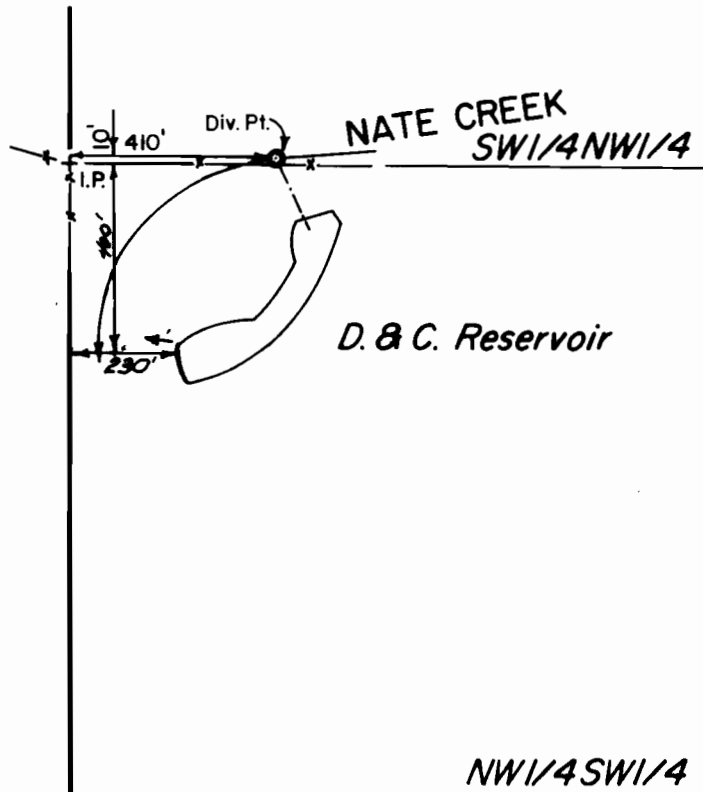 NATE CREEK
SW1/4NW1/4
Div. Pt.
10'
410'
I.P.
D. & C. Reservoir
230'
NW1/4SW1/4